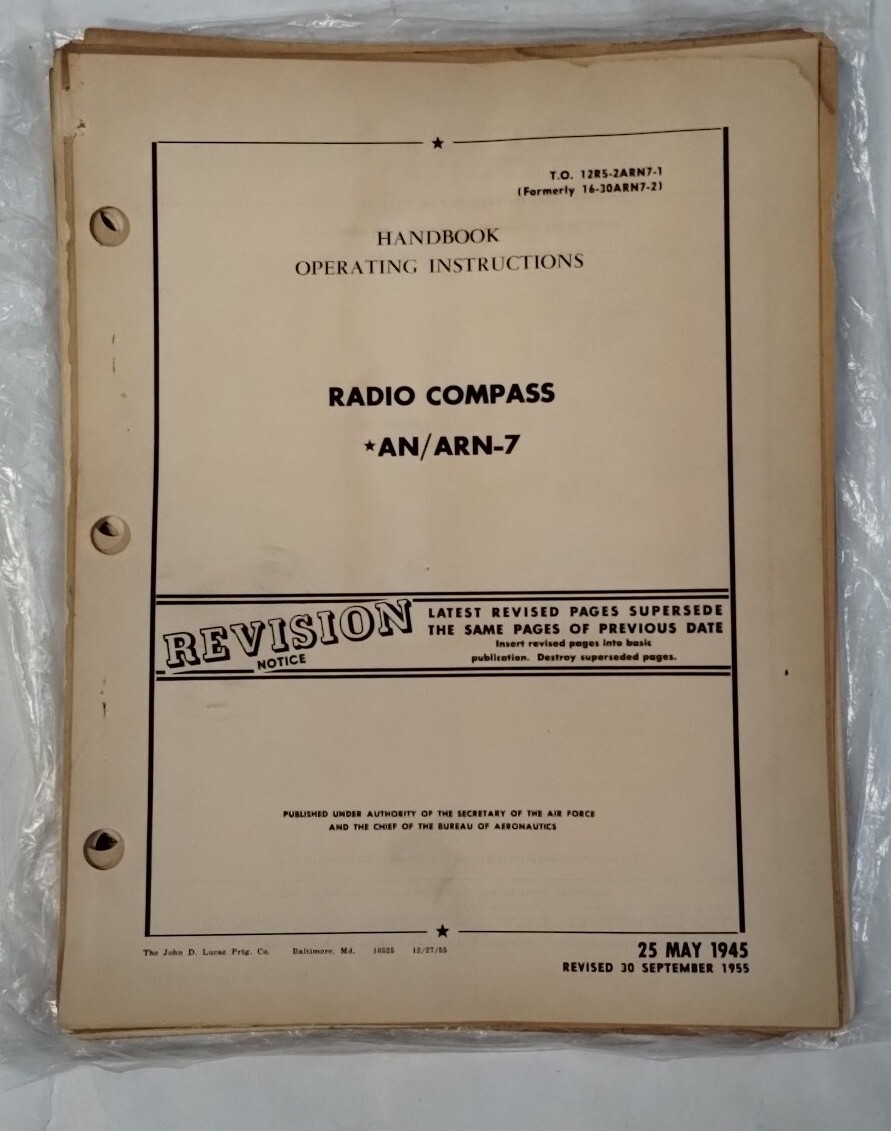 T.O. 12R5-2ARN7-1
(Formerly 16-30ARN7-2)
HANDBOOK
OPERATING INSTRUCTIONS
RADIO COMPASS
★AN/ARN-7
REVISION
NOTICE
LATEST REVISED PAGES SUPERSEDE
THE SAME PAGES OF PREVIOUS DATE
Insert revised pages into basic
publication. Destroy superseded pages.
PUBLISHED UNDER AUTHORITY OF THE SECRETARY OF THE AIR FORCE
AND THE CHIEF OF THE BUREAU OF AERONAUTICS
The John D. Lucas Prtg. Co. Baltimore, Md. 10525 12/27/55
25 MAY 1945
REVISED 30 SEPTEMBER 1955